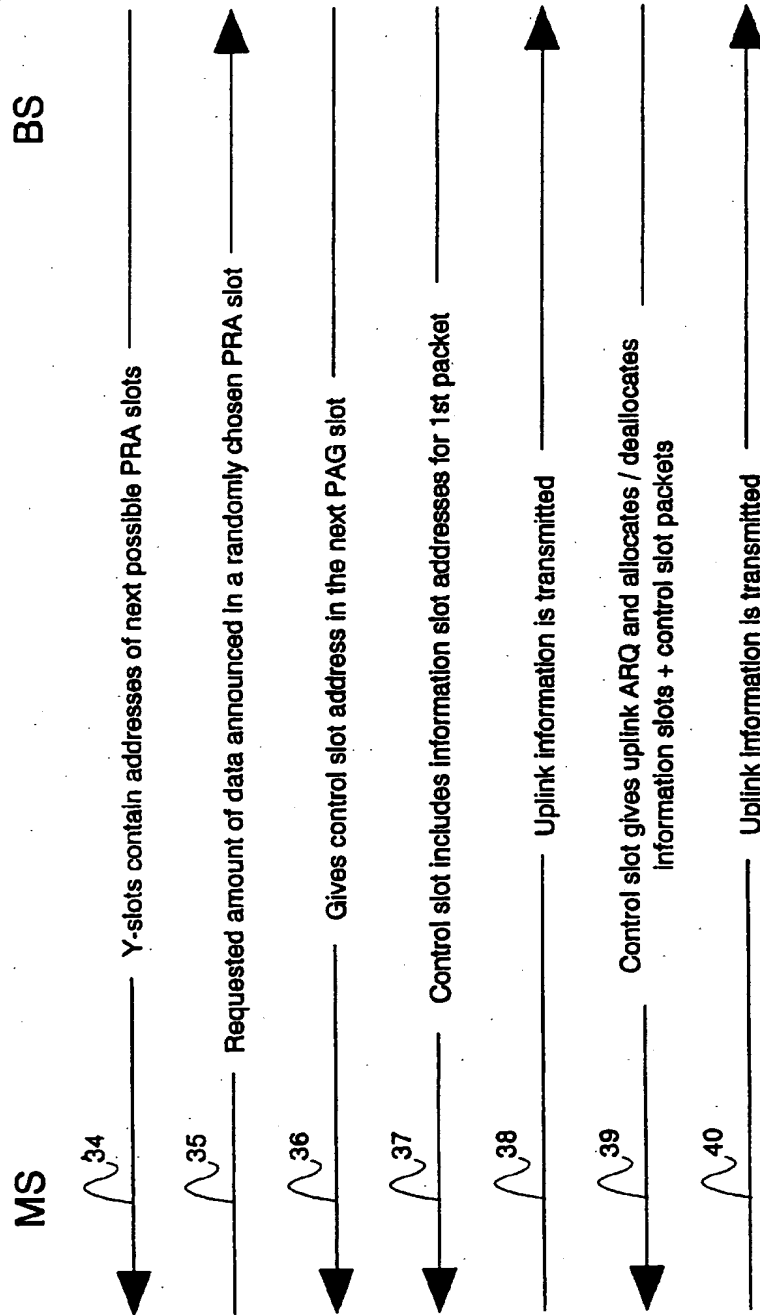 MS BS
34 Y-slots contain addresses of next possible PRA slots
35 Requested amount of data announced in a randomly chosen PRA slot
36 Gives control slot address in the next PAG slot
37 Control slot includes information slot addresses for 1st packet
38 Uplink information is transmitted
39 Control slot gives uplink ARQ and allocates / deallocates
information slots + control slot packets
40 Uplink information is transmitted